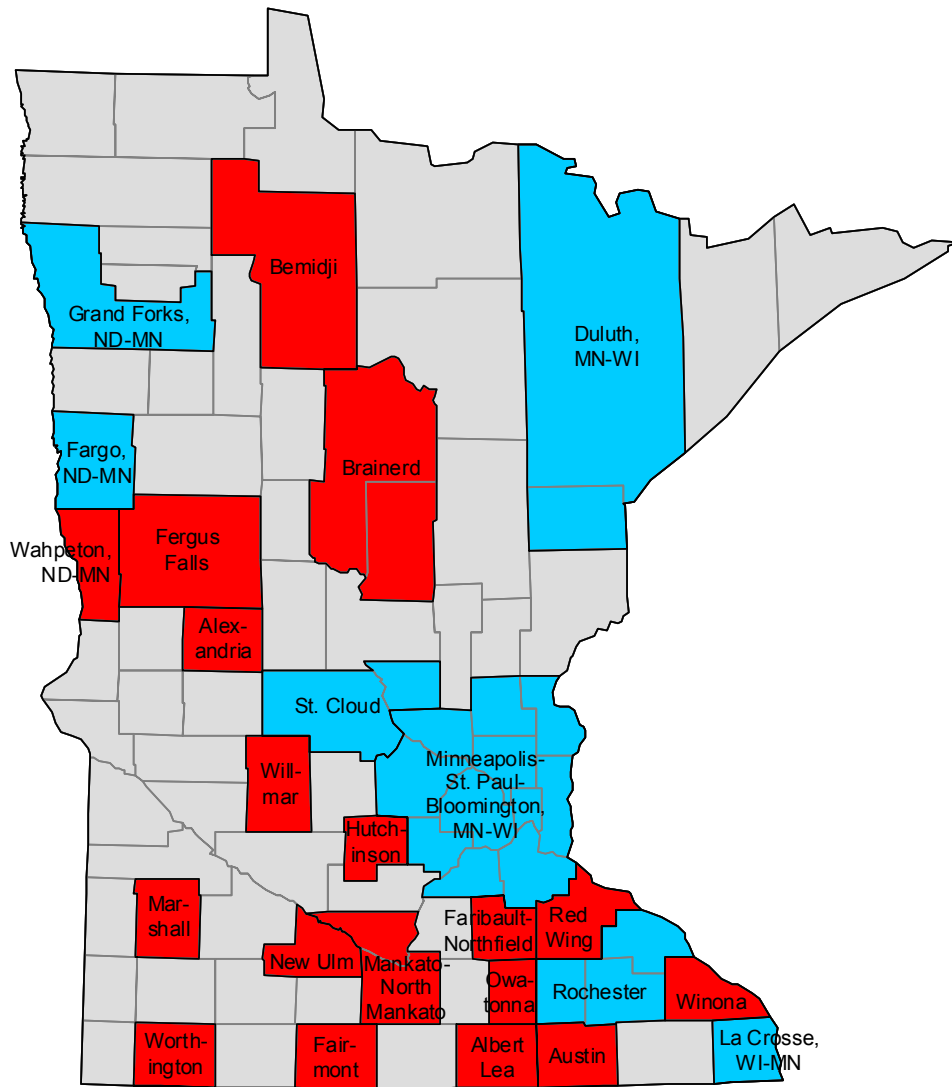 Bemidji
Grand Forks,
ND-MN
Duluth,
MN-WI
Fargo,
ND-MN
Brainerd
Wahpeton,
ND-MN
Fergus
Falls
Alex-
andria
St. Cloud
Will-
mar
Minneapolis-
St. Paul-
Bloomington,
MN-WI
Hutch-
inson
Mar-
shall
Faribault-
Northfield
Red
Wing
New Ulm
Mankato-
North
Mankato
Owa-
tonna
Rochester
Winona
Worth-
ington
Fair-
mont
Albert
Lea
Austin
La Crosse,
WI-MN